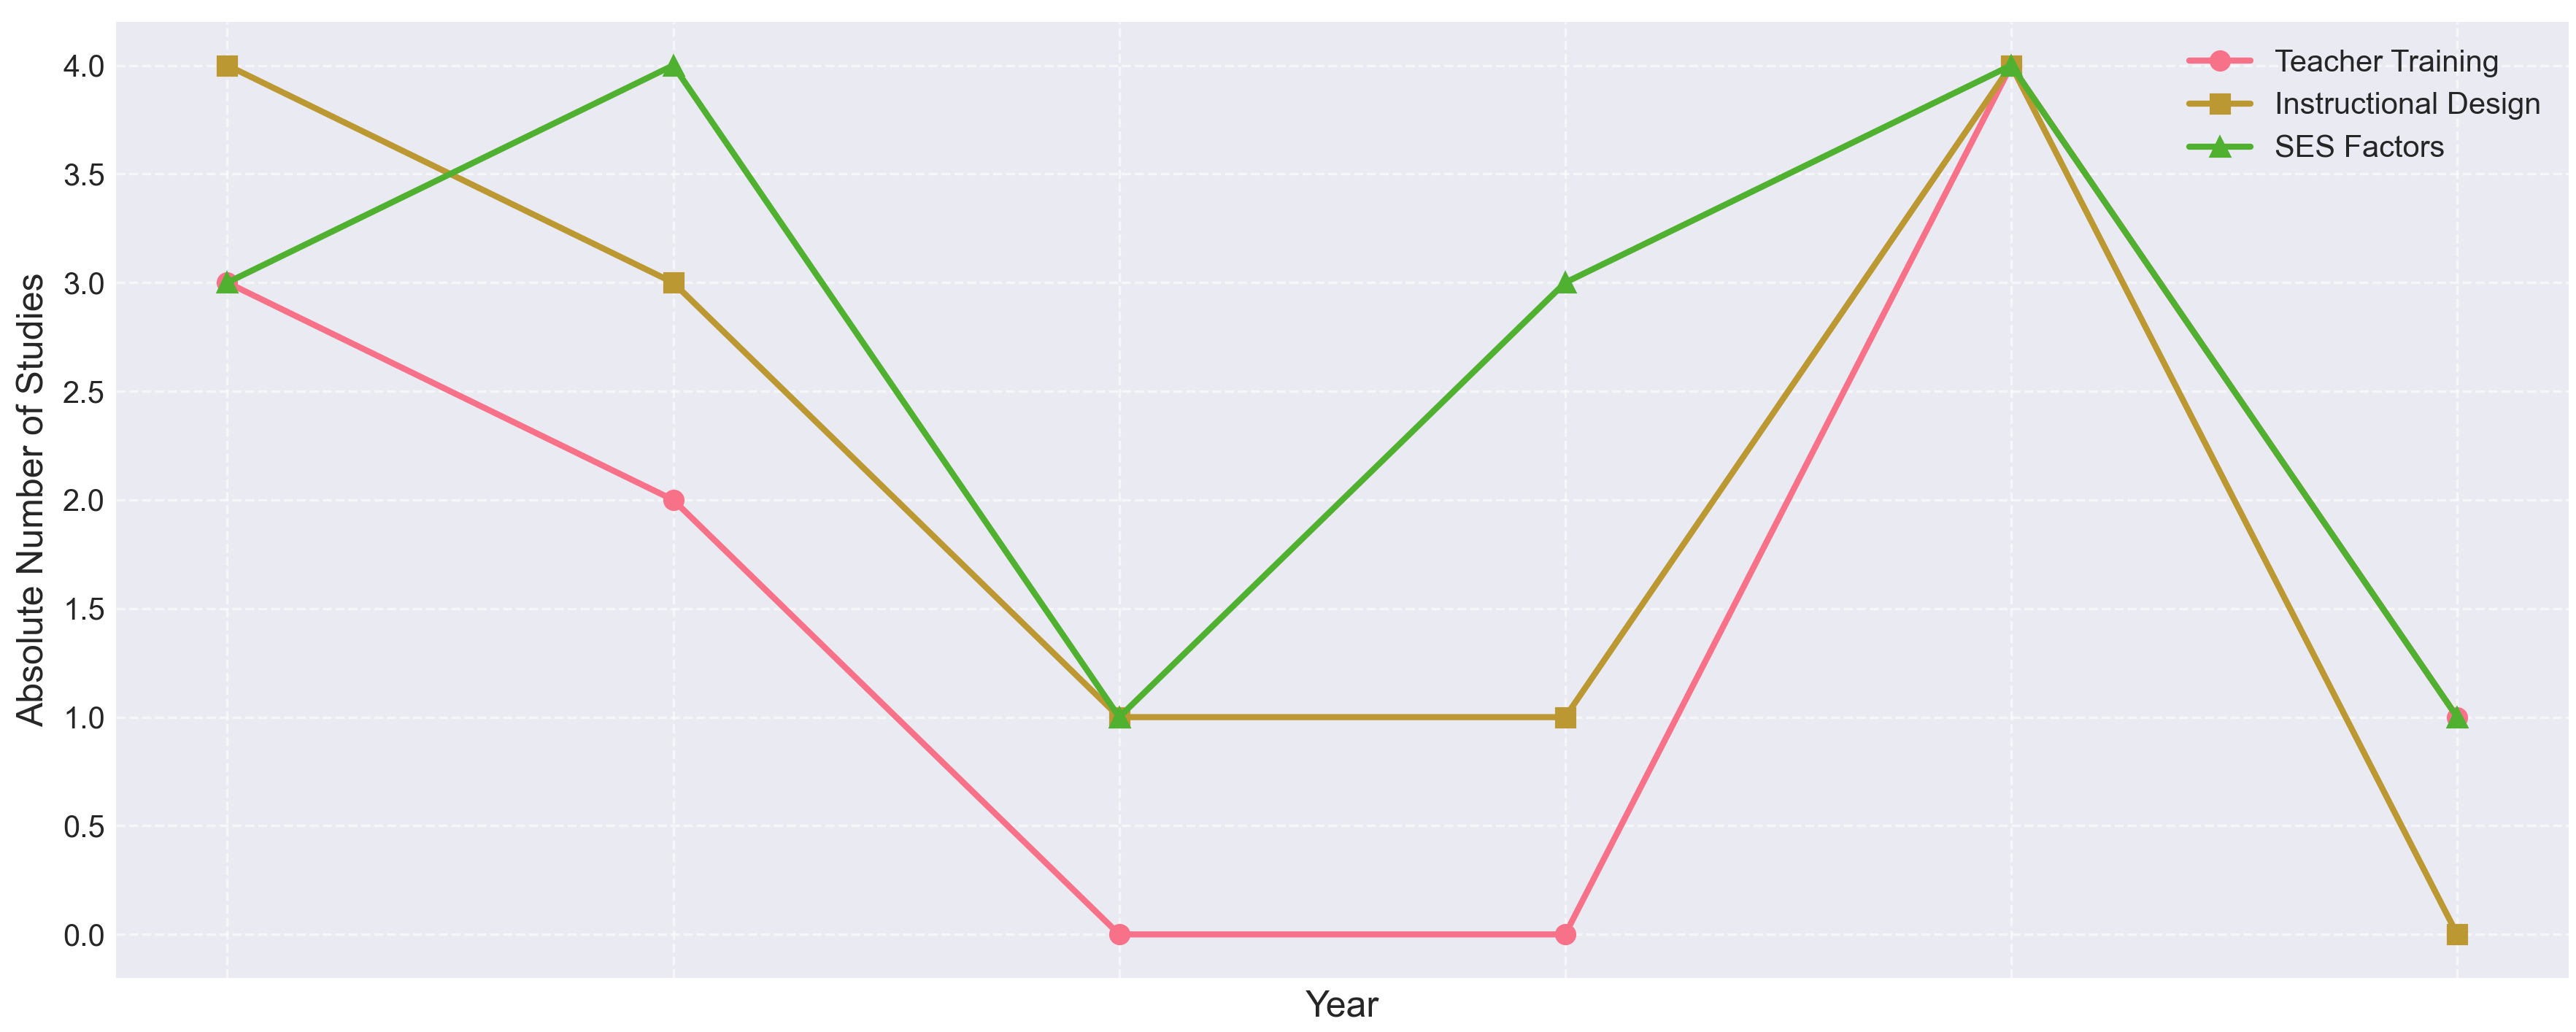 Absolute Number of Studies
4.0
3.5
3.0
2.5
2.0
1.5
1.0
0.5
0.0
Teacher Training
Instructional Design
SES Factors
Year